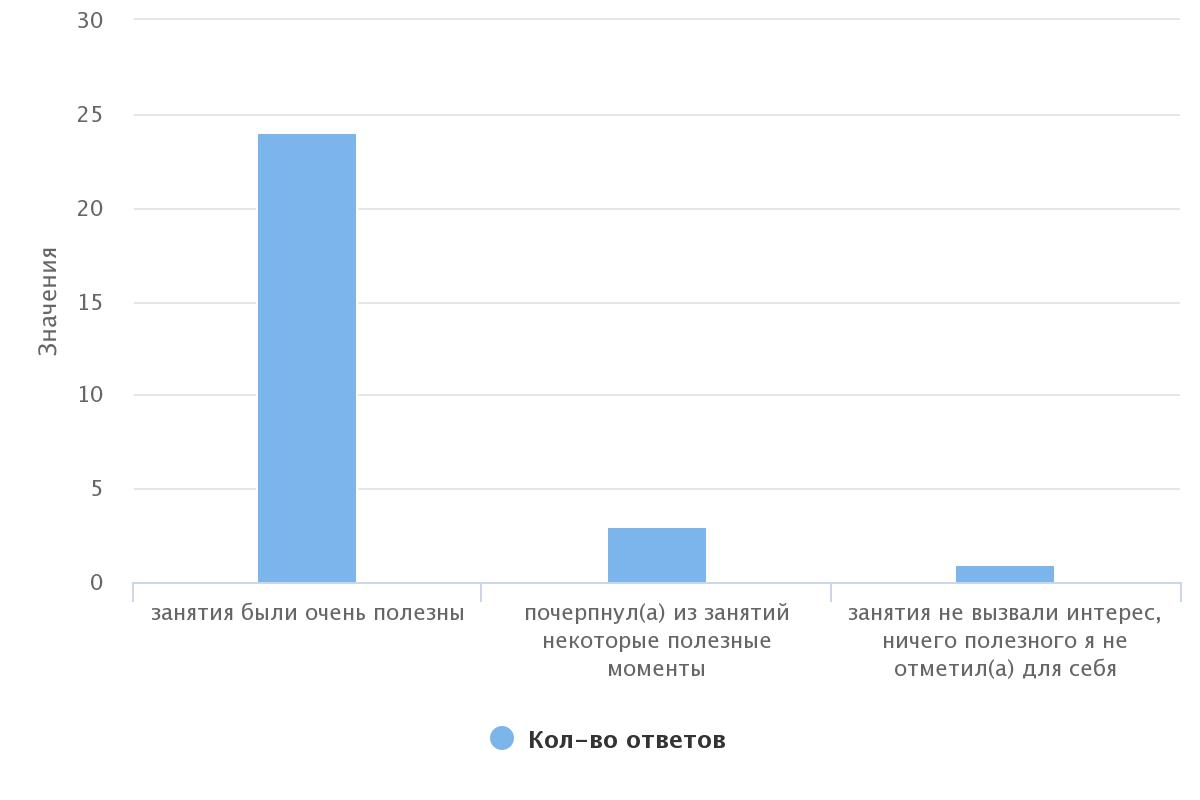 30
25
20
15
10
5
0
Значения
занятия были очень полезны
почерпнул(а) из занятий
некоторые полезные
моменты
занятия не вызвали интерес,
ничего полезного я не
отметил(а) для себя
Кол-во ответов